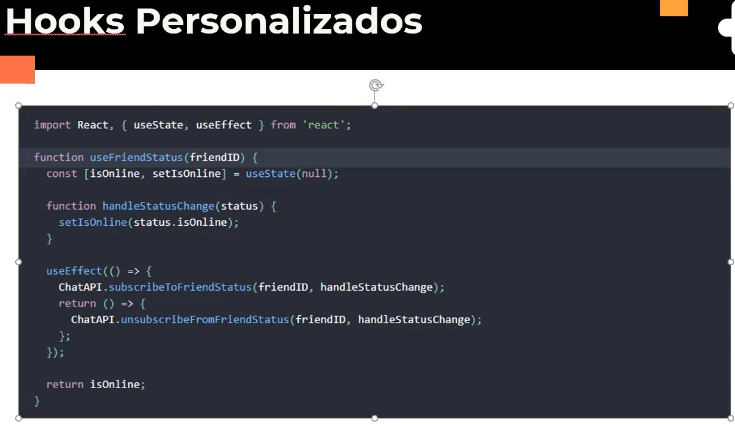 Hooks Personalizados
import React, { useState, useEffect } from 'react';
function useFriendStatus(friendID) {
const [isOnline, setIsOnline] = useState(null);
function handleStatusChange(status) {
setIsOnline(status.isOnline);
}
useEffect(() => {
ChatAPI.subscribeToFriendStatus(friendID, handleStatusChange);
return () => {
ChatAPI.unsubscribeFromFriendStatus(friendID, handleStatusChange);
};
});
return isOnline;
}